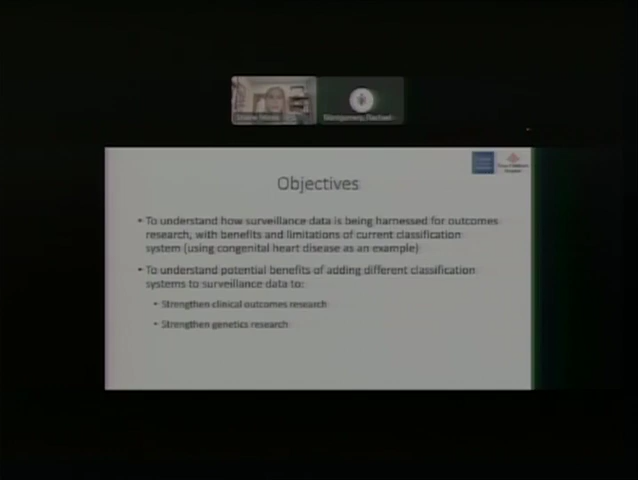 Montgomery, Rachael
Objectives
• To understand how surveillance data is being harnessed for outcomes
research, with benefits and limitations of current classification
system (using congenital heart disease as an example)
• To understand potential benefits of adding different classification
systems to surveillance data to:
• Strengthen clinical outcomes research
• Strengthen genetics research